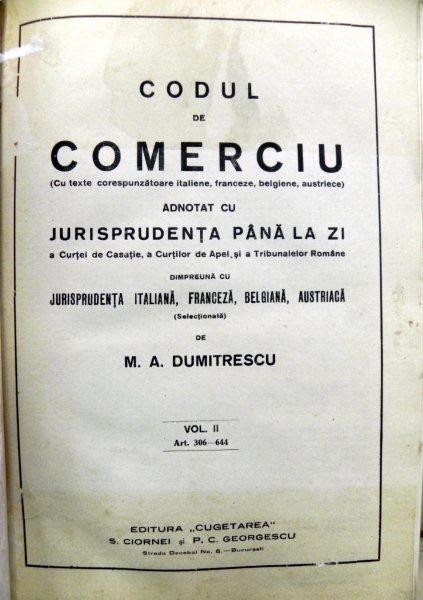 CODUL
DE
COMERCIU
(Cu texte corespunzătoare italiene, franceze, belgiene, austriece)
ADNOTAT CU
JURISPRUDENȚA PÂNĂ LA ZI
a Curței de Casație, a Curților de Apel, și a Tribunalelor Române
DIMPREUNĂ CU
JURISPRUDENȚA ITALIANĂ, FRANCEZĂ, BELGIANĂ, AUSTRIACĂ
(Selecționată)
DE
M. A. DUMITRESCU
VOL. II
Art. 306—644
EDITURA „CUGETAREA”
S. CIORNEI și P. C. GEORGESCU
Strada Decebal No. 6.—București